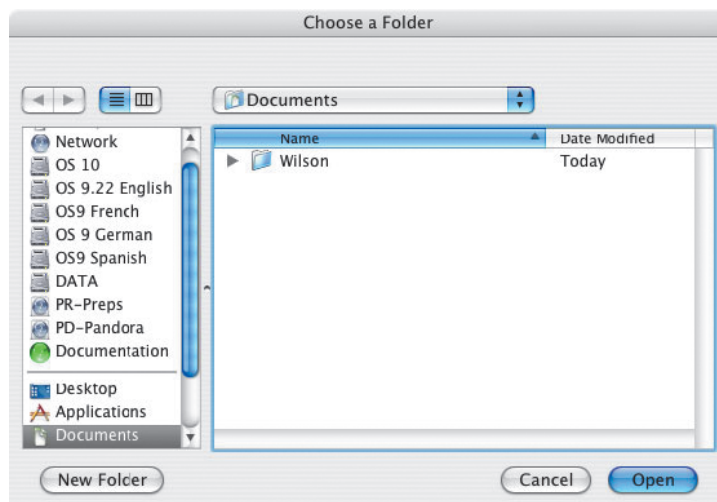 Choose a Folder
Documents
Name Date Modified
Network
OS 10
OS 9.22 English
OS9 French
OS 9 German
OS9 Spanish
DATA
PR-Preps
PD-Pandora
Documentation
Desktop
Applications
Documents
Wilson Today
New Folder Cancel Open